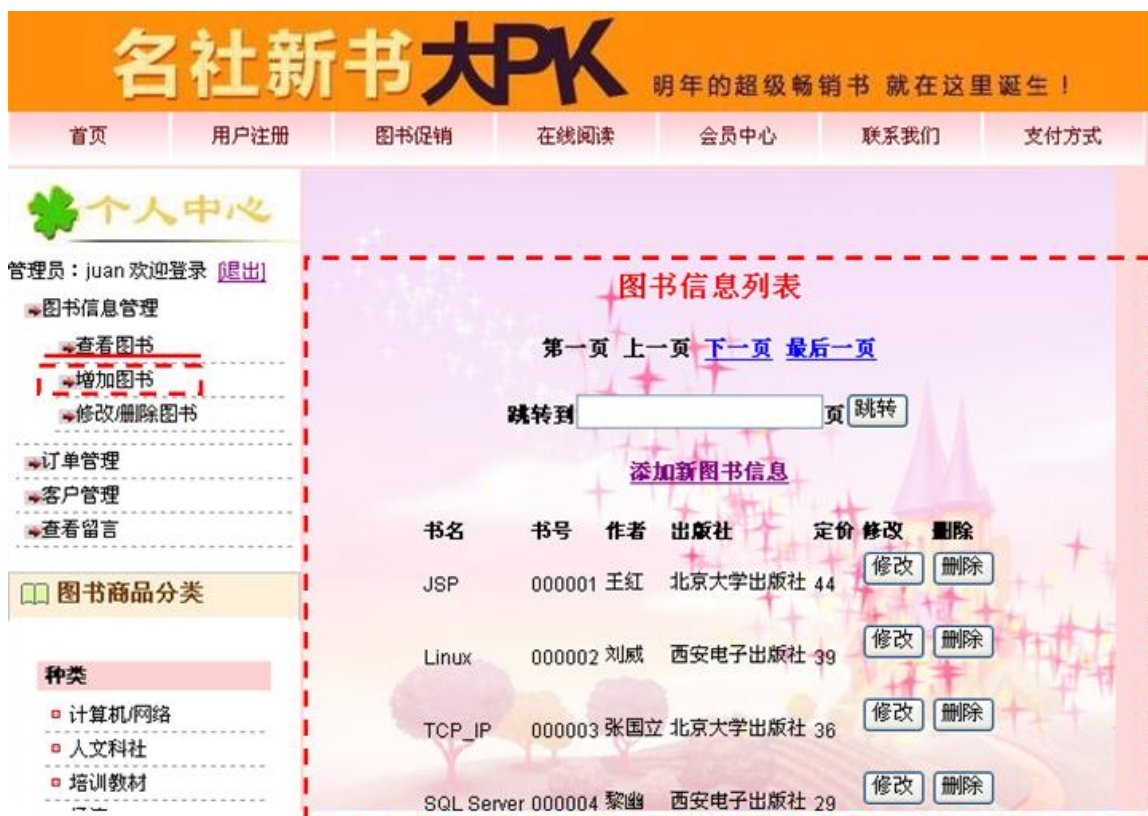 名社新书大PK 明年的超级畅销书 就在这里诞生！
首页 用户注册 图书促销 在线阅读 会员中心 联系我们 支付方式
个人中心
管理员：juan 欢迎登录 [退出]
图书信息管理
查看图书
增加图书
修改/删除图书
订单管理
客户管理
查看留言
图书商品分类
种类
计算机/网络
人文科社
培训教材
图书信息列表
第一页 上一页 下一页 最后一页
跳转到 页 跳转
添加新图书信息
书名 书号 作者 出版社 定价 修改 删除
JSP 000001 王红 北京大学出版社 44 修改 删除
Linux 000002 刘威 西安电子出版社 39 修改 删除
TCP_IP 000003 张国立 北京大学出版社 36 修改 删除
SQL Server 000004 黎幽 西安电子出版社 29 修改 删除